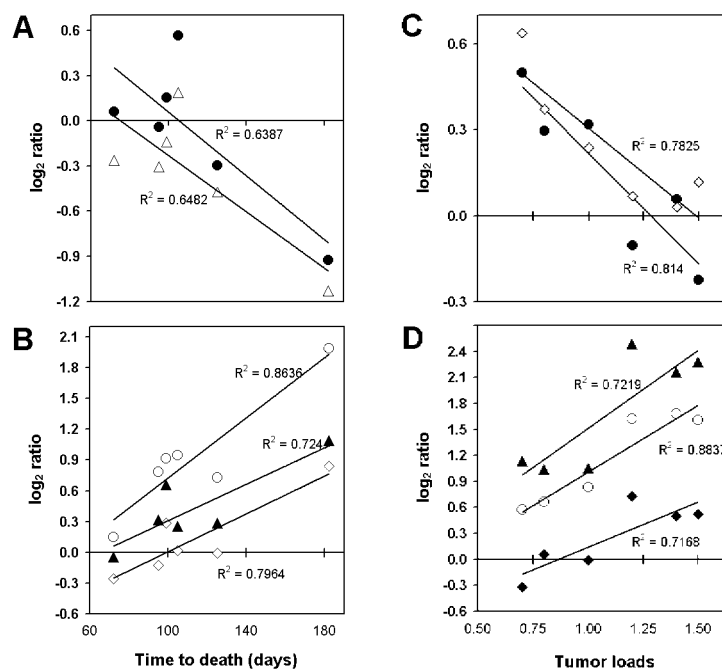 A
0.6
0.3
0.0
-0.3
-0.6
-0.9
-1.2
log2 ratio
R2 = 0.6387
R2 = 0.6482
C
0.6
0.3
0.0
-0.3
log2 ratio
R2 = 0.7825
R2 = 0.814
B
2.1
1.8
1.5
1.2
0.9
0.6
0.3
0.0
-0.3
-0.6
log2 ratio
R2 = 0.8636
R2 = 0.724
R2 = 0.7964
60
100
140
180
Time to death (days)
D
2.4
2.1
1.8
1.5
1.2
0.9
0.6
0.3
0.0
-0.3
-0.6
log2 ratio
R2 = 0.7219
R2 = 0.8837
R2 = 0.7168
0.50
0.75
1.00
1.25
1.50
Tumor loads